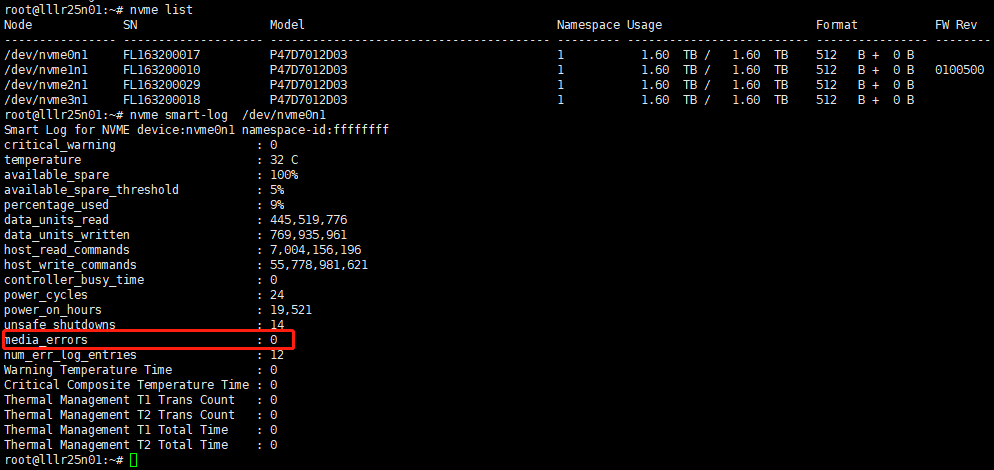 root@lllr25n01:~# nvme list
Node SN Model Namespace Usage Format FW Rev
---------------- -------------------- ---------------------------------------- --------- -------------------------- ---------------- --------
/dev/nvme0n1 FL163200017 P47D7012D03 1 1.60 TB / 1.60 TB 512 B + 0 B
/dev/nvme1n1 FL163200010 P47D7012D03 1 1.60 TB / 1.60 TB 512 B + 0 B 0100500
/dev/nvme2n1 FL163200029 P47D7012D03 1 1.60 TB / 1.60 TB 512 B + 0 B
/dev/nvme3n1 FL163200018 P47D7012D03 1 1.60 TB / 1.60 TB 512 B + 0 B
root@lllr25n01:~# nvme smart-log /dev/nvme0n1
Smart Log for NVME device:nvme0n1 namespace-id:ffffffff
critical_warning : 0
temperature : 32 C
available_spare : 100%
available_spare_threshold : 5%
percentage_used : 9%
data_units_read : 445,519,776
data_units_written : 769,935,961
host_read_commands : 7,004,156,196
host_write_commands : 55,778,981,621
controller_busy_time : 0
power_cycles : 24
power_on_hours : 19,521
unsafe_shutdowns : 14
media_errors : 0
num_err_log_entries : 12
Warning Temperature Time : 0
Critical Composite Temperature Time : 0
Thermal Management T1 Trans Count : 0
Thermal Management T2 Trans Count : 0
Thermal Management T1 Total Time : 0
Thermal Management T2 Total Time : 0
root@lllr25n01:~#